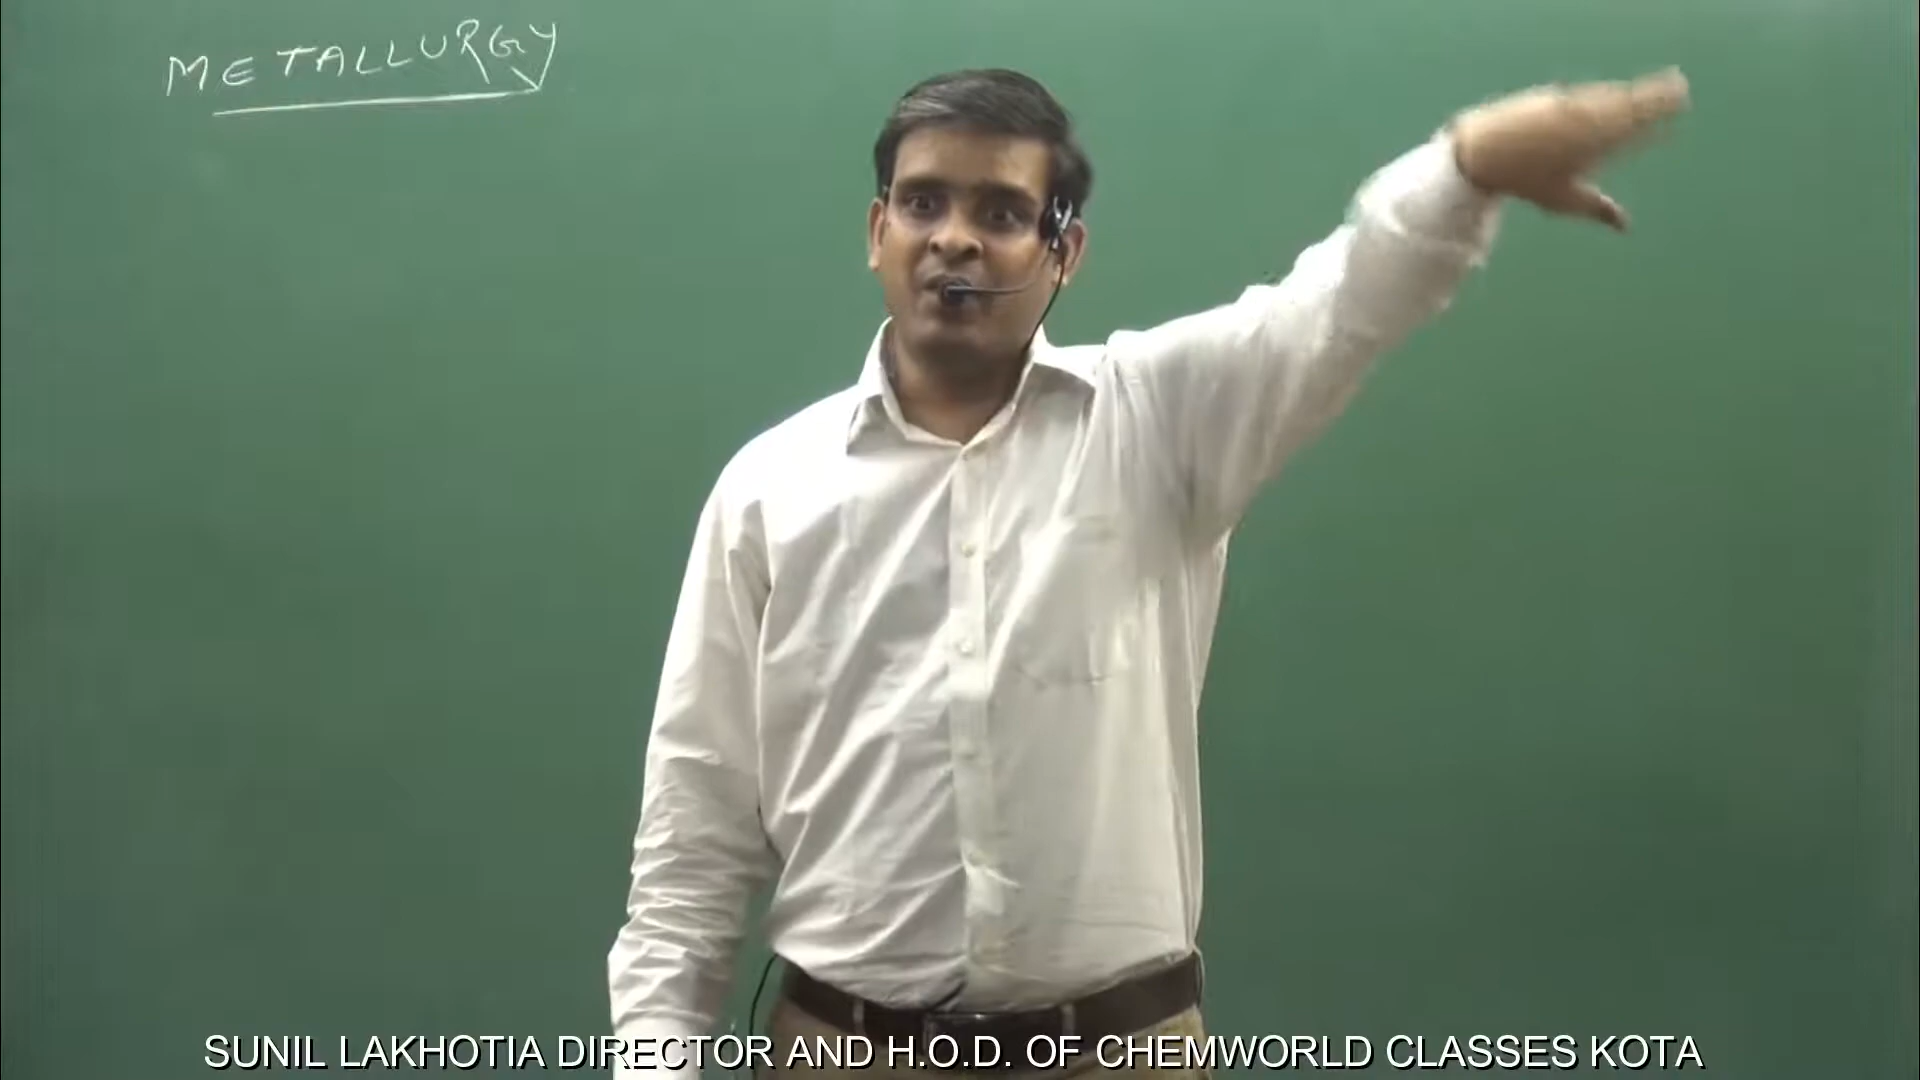 METALLURGY
SUNIL LAKHOTIA DIRECTOR AND H.O.D. OF CHEMWORLD CLASSES KOTA